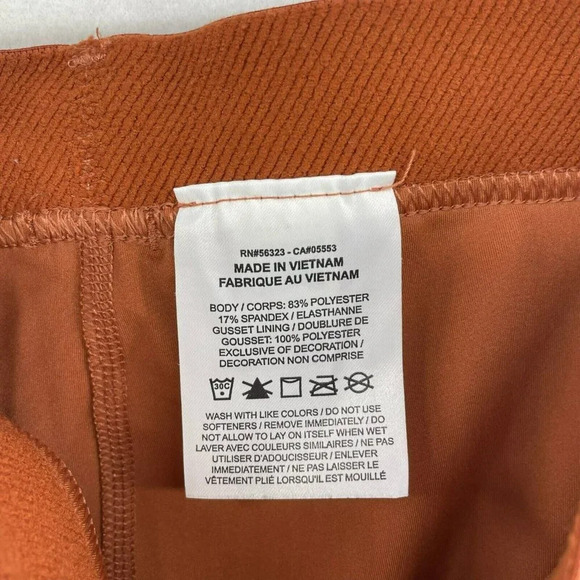 RN#56323 - CA#05553
MADE IN VIETNAM
FABRIQUE AU VIETNAM
BODY / CORPS: 83% POLYESTER
17% SPANDEX / ELASTHANNE
GUSSET LINING / DOUBLURE DE
GOUSSET: 100% POLYESTER
EXCLUSIVE OF DECORATION /
DECORATION NON COMPRISE
30C
WASH WITH LIKE COLORS / DO NOT USE
SOFTENERS / REMOVE IMMEDIATELY / DO
NOT ALLOW TO LAY ON ITSELF WHEN WET
LAVER AVEC COULEURS SIMILAIRES / NE PAS
UTILISER D'ADOUCISSEUR / ENLEVER
IMMEDIATEMENT / NE PAS LAISSER LE
VÊTEMENT PLIÉ LORSQU'IL EST MOUILLÉ